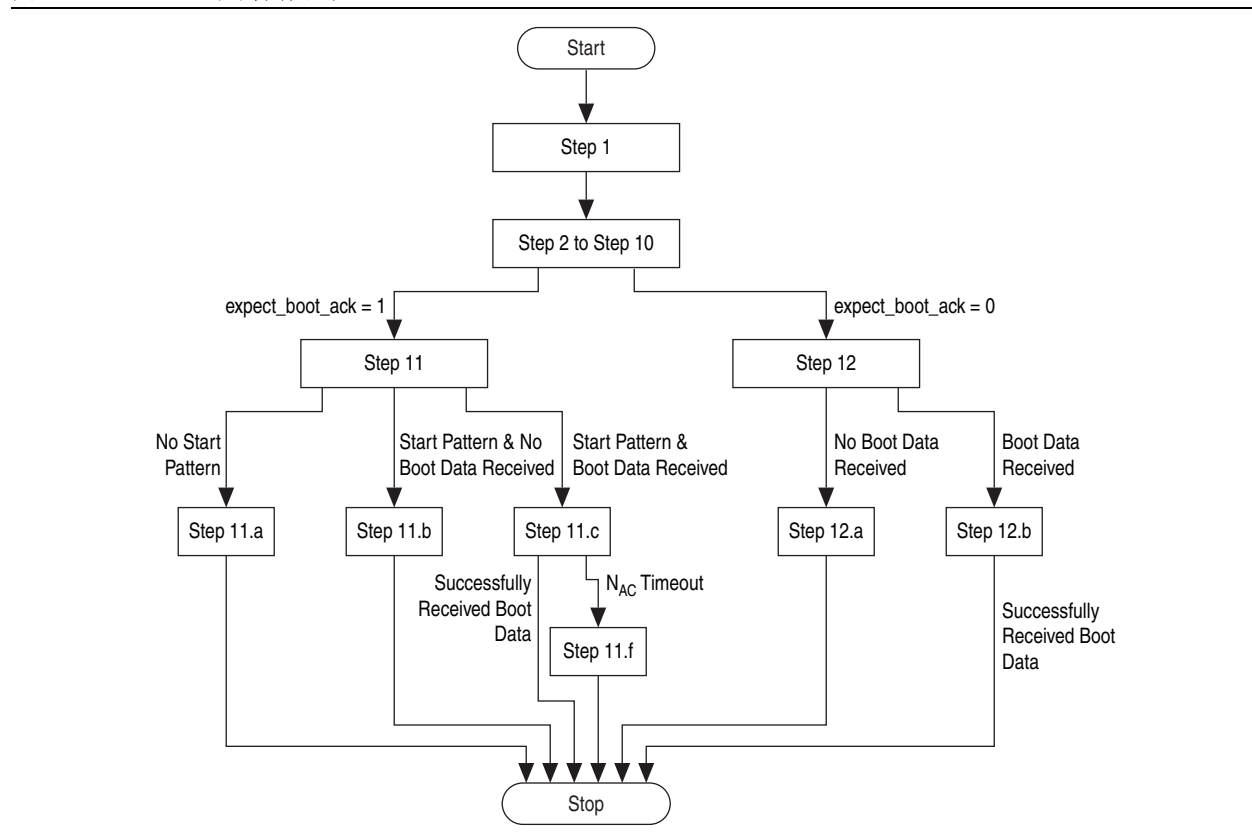 Start
Step 1
Step 2 to Step 10
expect_boot_ack = 1
expect_boot_ack = 0
Step 11
Step 12
No Start
Pattern
Start Pattern & No
Boot Data Received
Start Pattern &
Boot Data Received
No Boot Data
Received
Boot Data
Received
Step 11.a
Step 11.b
Step 11.c
Step 12.a
Step 12.b
Successfully
Received Boot
Data
NAC Timeout
Step 11.f
Successfully
Received Boot
Data
Stop